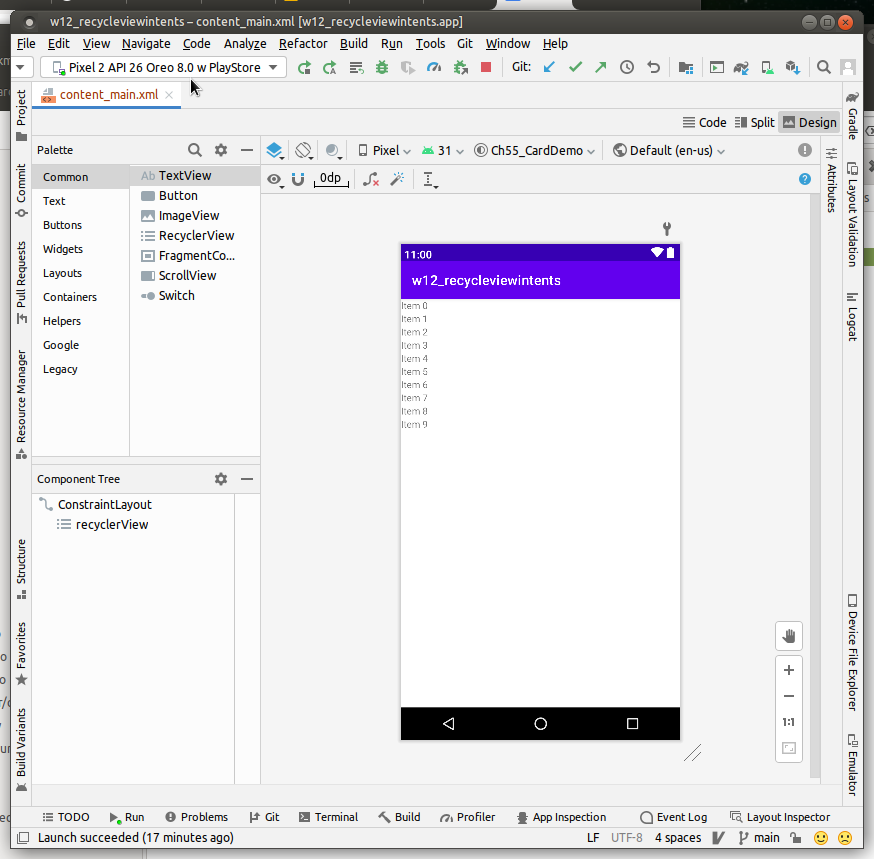 w12_recycleviewintents – content_main.xml [w12_recycleviewintents.app]
File Edit View Navigate Code Analyze Refactor Build Run Tools Git Window Help
Pixel 2 API 26 Oreo 8.0 w PlayStore
Git:
content_main.xml
Code Split Design
Palette
Pixel 31 Ch55_CardDemo Default (en-us)
0dp
Common
Text
Buttons
Widgets
Layouts
Containers
Helpers
Google
Legacy
Ab TextView
Button
ImageView
RecyclerView
FragmentCo...
ScrollView
Switch
Component Tree
ConstraintLayout
recyclerView
11:00
w12_recycleviewintents
Item 0
Item 1
Item 2
Item 3
Item 4
Item 5
Item 6
Item 7
Item 8
Item 9
1:1
Project
Commit
Pull Requests
Resource Manager
Structure
Favorites
Build Variants
Attributes
Gradle
Layout Validation
Logcat
Device File Explorer
Emulator
TODO Run Problems Git Terminal Build Profiler App Inspection Event Log Layout Inspector
Launch succeeded (17 minutes ago)
LF UTF-8 4 spaces main